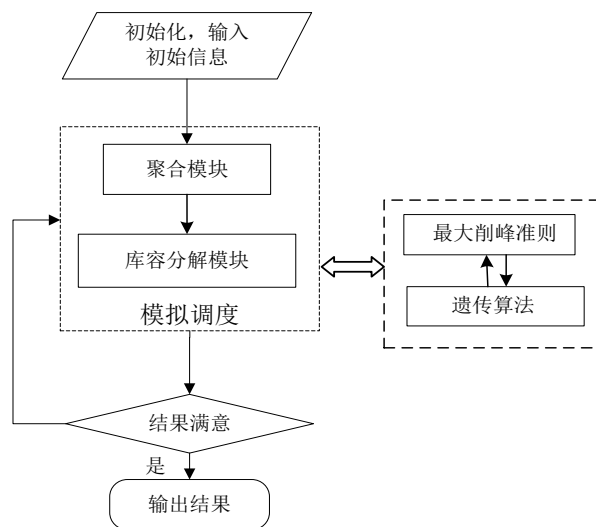 初始化，输入
初始信息
聚合模块
库容分解模块
模拟调度
最大削峰准则
遗传算法
结果满意
是
输出结果